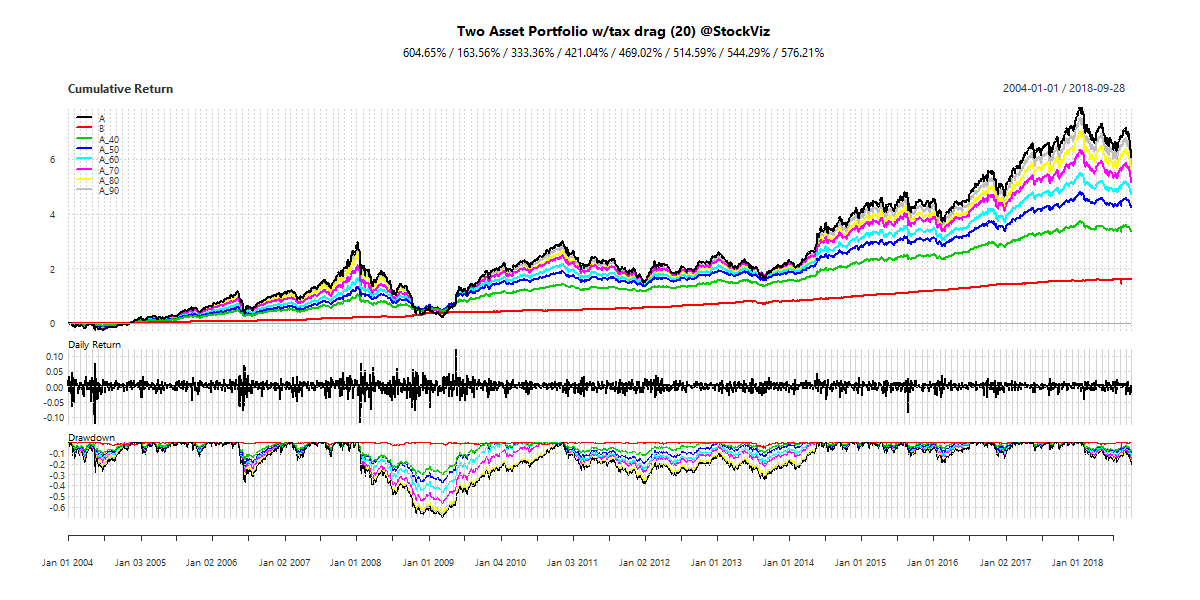 Two Asset Portfolio w/tax drag (20) @StockViz
604.65% / 163.56% / 333.36% / 421.04% / 469.02% / 514.59% / 544.29% / 576.21%
Cumulative Return 2004-01-01 / 2018-09-28
A
B
A_40
A_50
A_60
A_70
A_80
A_90
6
4
2
0
Daily Return
0.10
0.05
0.00
-0.05
-0.10
Drawdown
-0.1
-0.2
-0.3
-0.4
-0.5
-0.6
Jan 01 2004 Jan 03 2005 Jan 02 2006 Jan 02 2007 Jan 01 2008 Jan 01 2009 Jan 04 2010 Jan 03 2011 Jan 02 2012 Jan 01 2013 Jan 01 2014 Jan 01 2015 Jan 01 2016 Jan 02 2017 Jan 01 2018